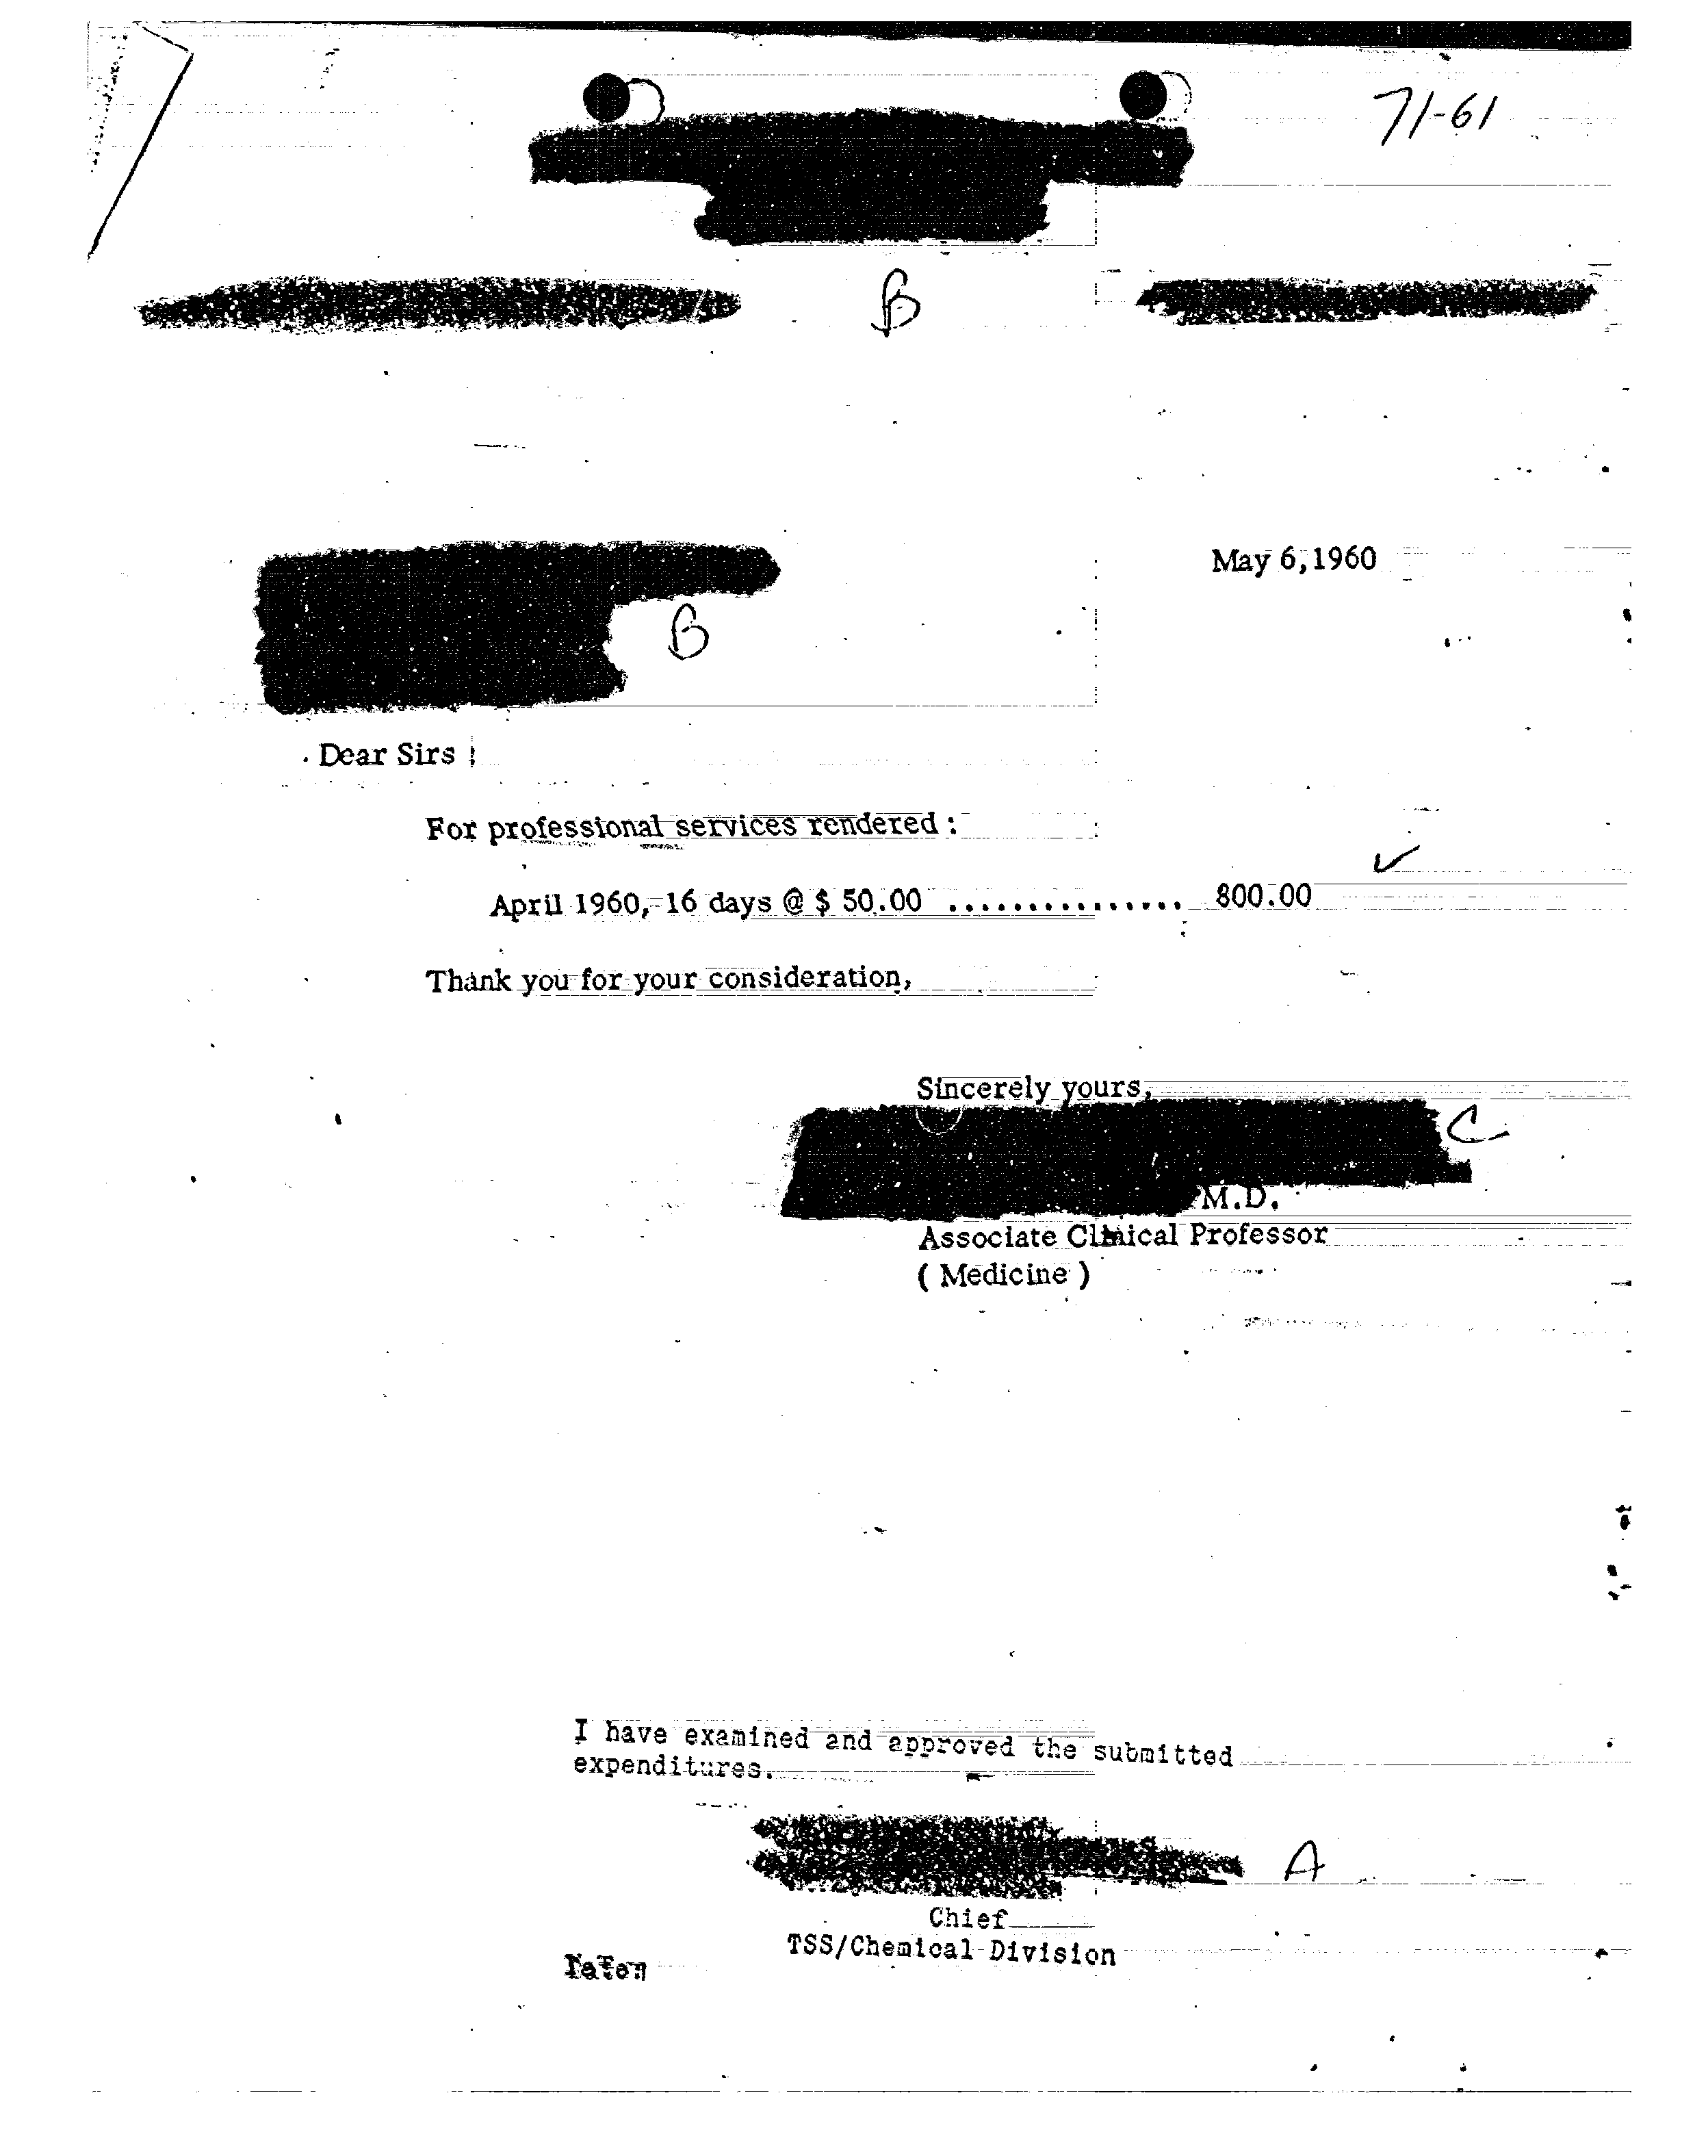 71-61
B
May 6, 1960
B
Dear Sirs :
For professional services rendered :
April 1960, 16 days @ $ 50.00 ............... 800.00
Thank you for your consideration,
Sincerely yours,
C
M.D.
Associate Clinical Professor
( Medicine )
I have examined and approved the submitted
expenditures.
A
Chief
TSS/Chemical Division